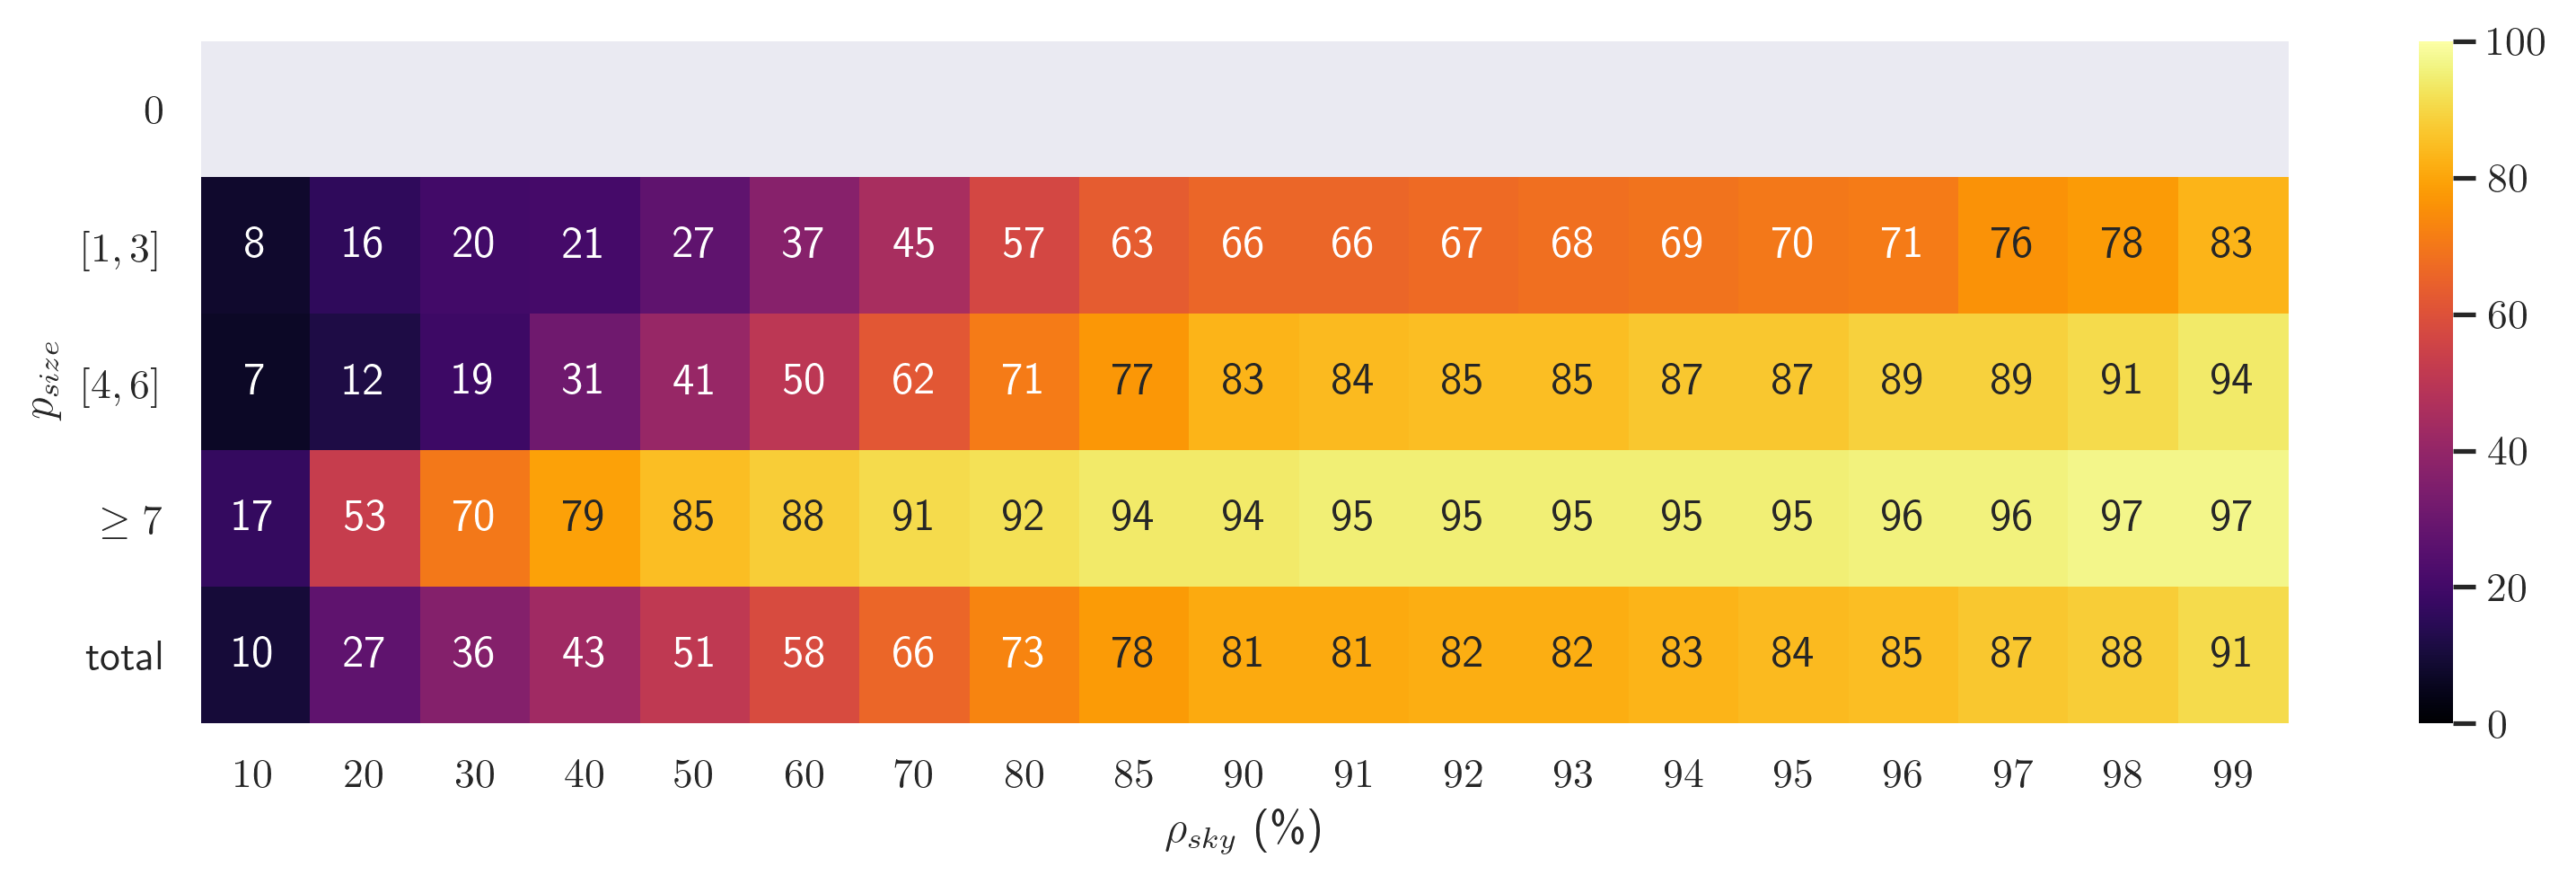 0
[1, 3] 8 16 20 21 27 37 45 57 63 66 66 67 68 69 70 71 76 78 83
[4, 6] 7 12 19 31 41 50 62 71 77 83 84 85 85 87 87 89 89 91 94
≥ 7 17 53 70 79 85 88 91 92 94 94 95 95 95 95 95 96 96 97 97
total 10 27 36 43 51 58 66 73 78 81 81 82 82 83 84 85 87 88 91
10 20 30 40 50 60 70 80 85 90 91 92 93 94 95 96 97 98 99
ρsky (%)
psize
100
80
60
40
20
0